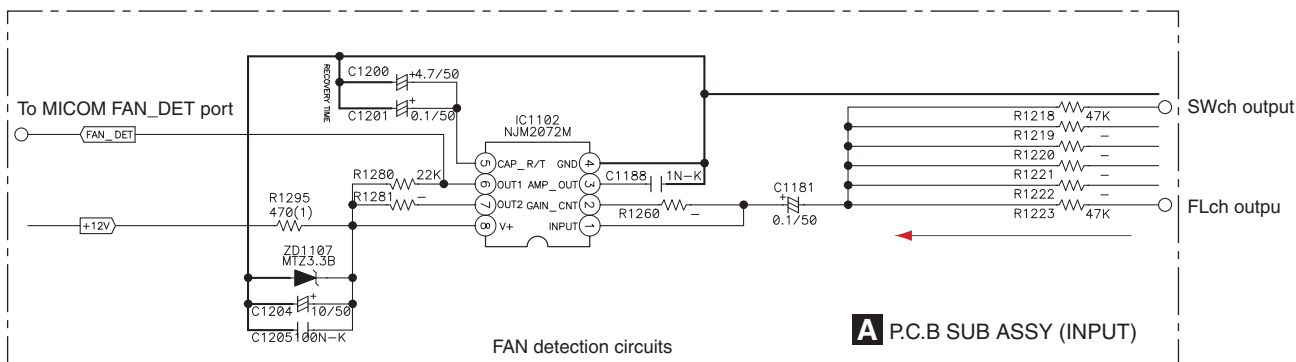 To MICOM FAN_DET port
FAN_DET
+12V
R1295
470(1)
ZD1107
MTZ3.3B
C1204
+
10/50
C1205
100N-K
RECOVERY TIME
C1200
+4.7/50
C1201
+
0.1/50
R1280
22K
R1281
-
IC1102
NJM2072M
5
CAP_R/T
GND
4
6
OUT1
AMP_OUT
3
7
OUT2
GAIN_CNT
2
8
V+
INPUT
1
C1188
1N-K
R1260
-
C1181
+
0.1/50
R1218
47K
R1219
-
R1220
-
R1221
-
R1222
-
R1223
47K
SWch output
FLch outpu
A P.C.B SUB ASSY (INPUT)
FAN detection circuits